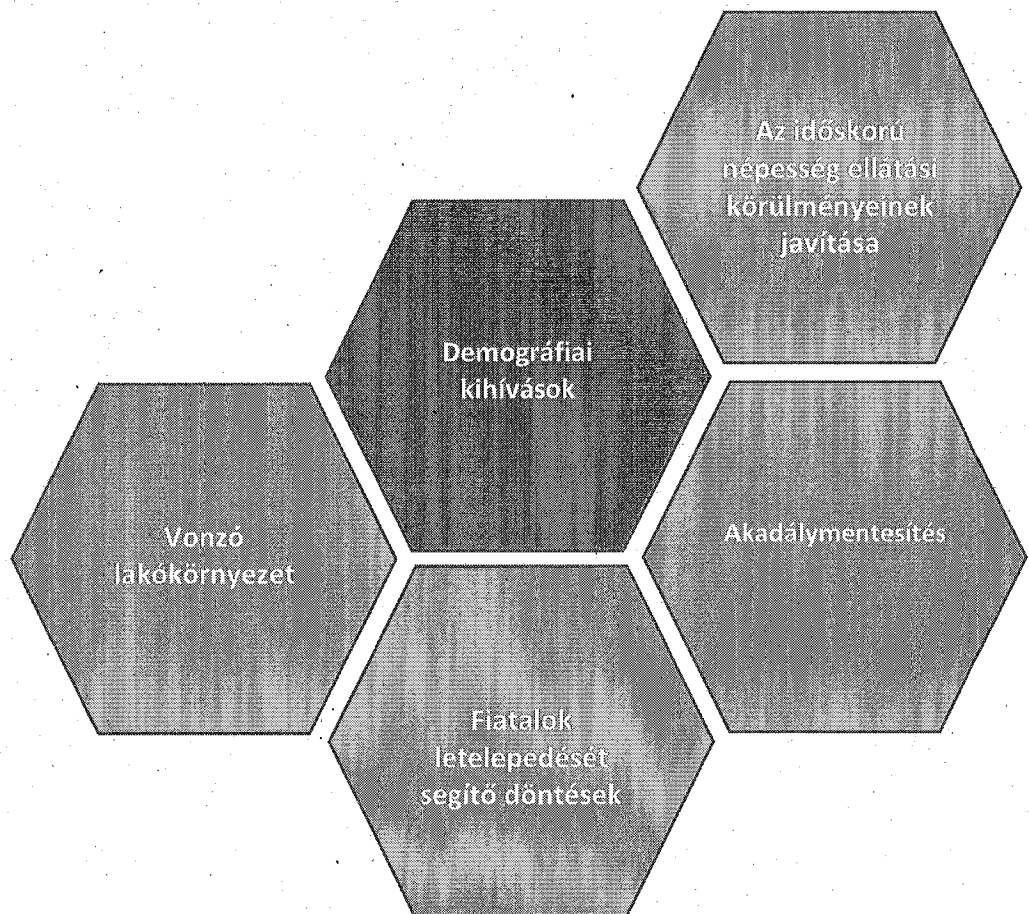 Az időskorú
népesség ellátási
körülményeinek
javítása
Demográfiai
kihívások
Vonzó
lakókörnyezet
Akadálymentesítés
Fiatalok
letelepedését
segítő döntések